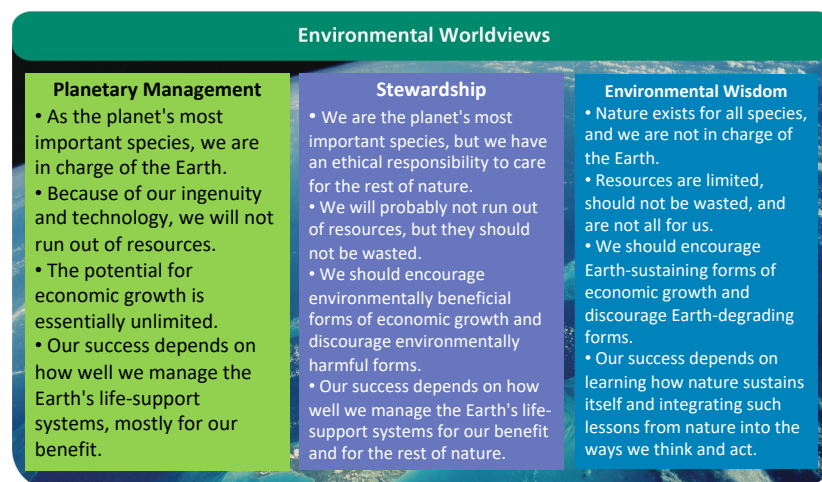 Environmental Worldviews
Planetary Management
• As the planet's most
important species, we are
in charge of the Earth.
• Because of our ingenuity
and technology, we will not
run out of resources.
• The potential for
economic growth is
essentially unlimited.
• Our success depends on
how well we manage the
Earth's life-support
systems, mostly for our
benefit.
Stewardship
• We are the planet's most
important species, but we have
an ethical responsibility to care
for the rest of nature.
• We will probably not run out
of resources, but they should
not be wasted.
• We should encourage
environmentally beneficial
forms of economic growth and
discourage environmentally
harmful forms.
• Our success depends on how
well we manage the Earth's life-
support systems for our benefit
and for the rest of nature.
Environmental Wisdom
• Nature exists for all species,
and we are not in charge of
the Earth.
• Resources are limited,
should not be wasted, and
are not all for us.
• We should encourage
Earth-sustaining forms of
economic growth and
discourage Earth-degrading
forms.
• Our success depends on
learning how nature sustains
itself and integrating such
lessons from nature into the
ways we think and act.